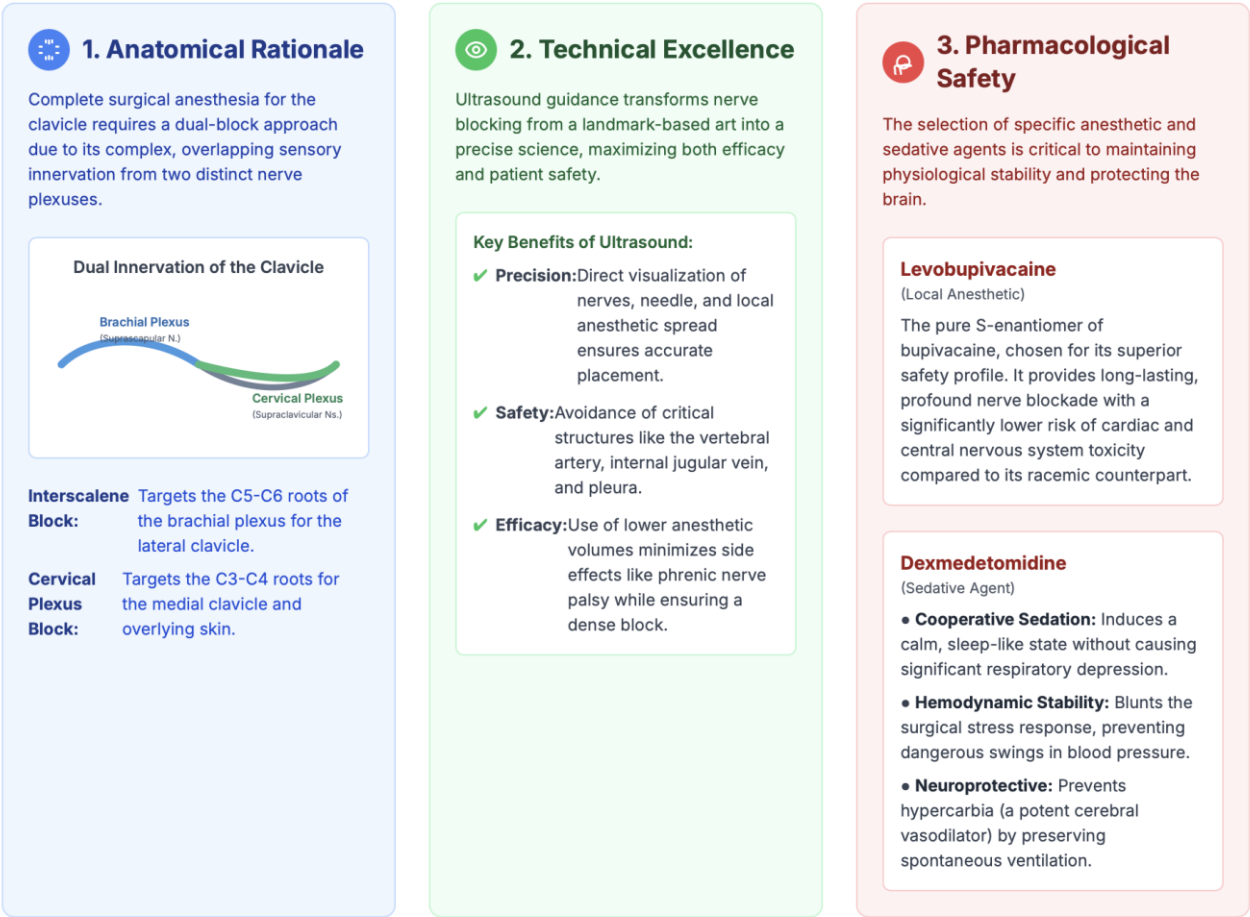 1. Anatomical Rationale
Complete surgical anesthesia for the
clavicle requires a dual-block approach
due to its complex, overlapping sensory
innervation from two distinct nerve
plexuses.
Dual Innervation of the Clavicle
Brachial Plexus
(Suprascapular N.)
Cervical Plexus
(Supraclavicular Ns.)
Interscalene Targets the C5-C6 roots of
Block: the brachial plexus for the
lateral clavicle.
Cervical Targets the C3-C4 roots for
Plexus the medial clavicle and
Block: overlying skin.
2. Technical Excellence
Ultrasound guidance transforms nerve
blocking from a landmark-based art into a
precise science, maximizing both efficacy
and patient safety.
Key Benefits of Ultrasound:
✔ Precision:Direct visualization of
nerves, needle, and local
anesthetic spread
ensures accurate
placement.
✔ Safety:Avoidance of critical
structures like the vertebral
artery, internal jugular vein,
and pleura.
✔ Efficacy:Use of lower anesthetic
volumes minimizes side
effects like phrenic nerve
palsy while ensuring a
dense block.
3. Pharmacological
Safety
The selection of specific anesthetic and
sedative agents is critical to maintaining
physiological stability and protecting the
brain.
Levobupivacaine
(Local Anesthetic)
The pure S-enantiomer of
bupivacaine, chosen for its superior
safety profile. It provides long-lasting,
profound nerve blockade with a
significantly lower risk of cardiac and
central nervous system toxicity
compared to its racemic counterpart.
Dexmedetomidine
(Sedative Agent)
● Cooperative Sedation: Induces a
calm, sleep-like state without causing
significant respiratory depression.
● Hemodynamic Stability: Blunts the
surgical stress response, preventing
dangerous swings in blood pressure.
● Neuroprotective: Prevents
hypercarbia (a potent cerebral
vasodilator) by preserving
spontaneous ventilation.